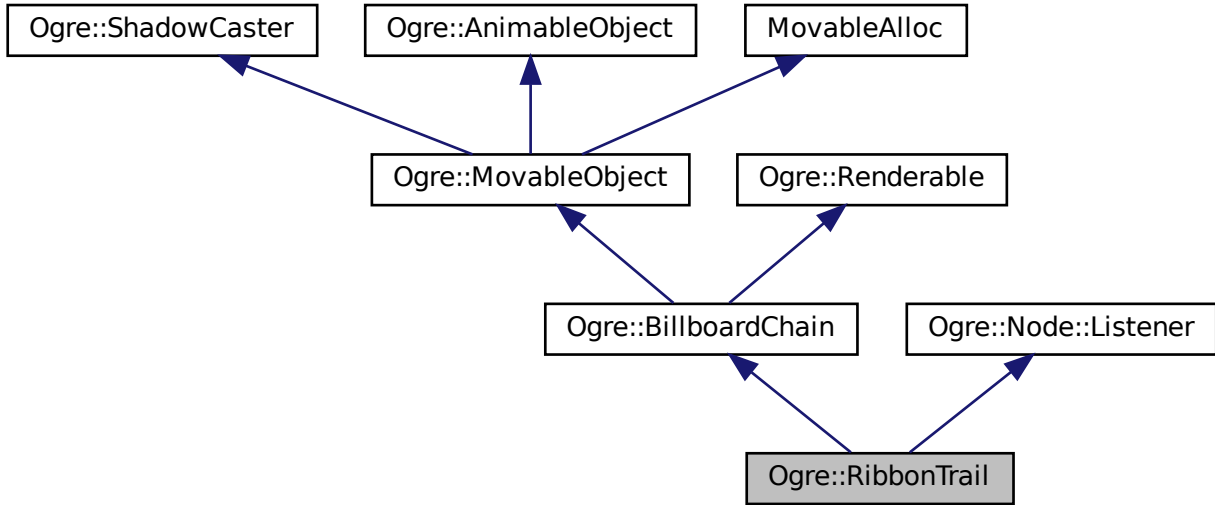 Ogre::ShadowCaster
Ogre::AnimableObject
MovableAlloc
Ogre::MovableObject
Ogre::Renderable
Ogre::BillboardChain
Ogre::Node::Listener
Ogre::RibbonTrail